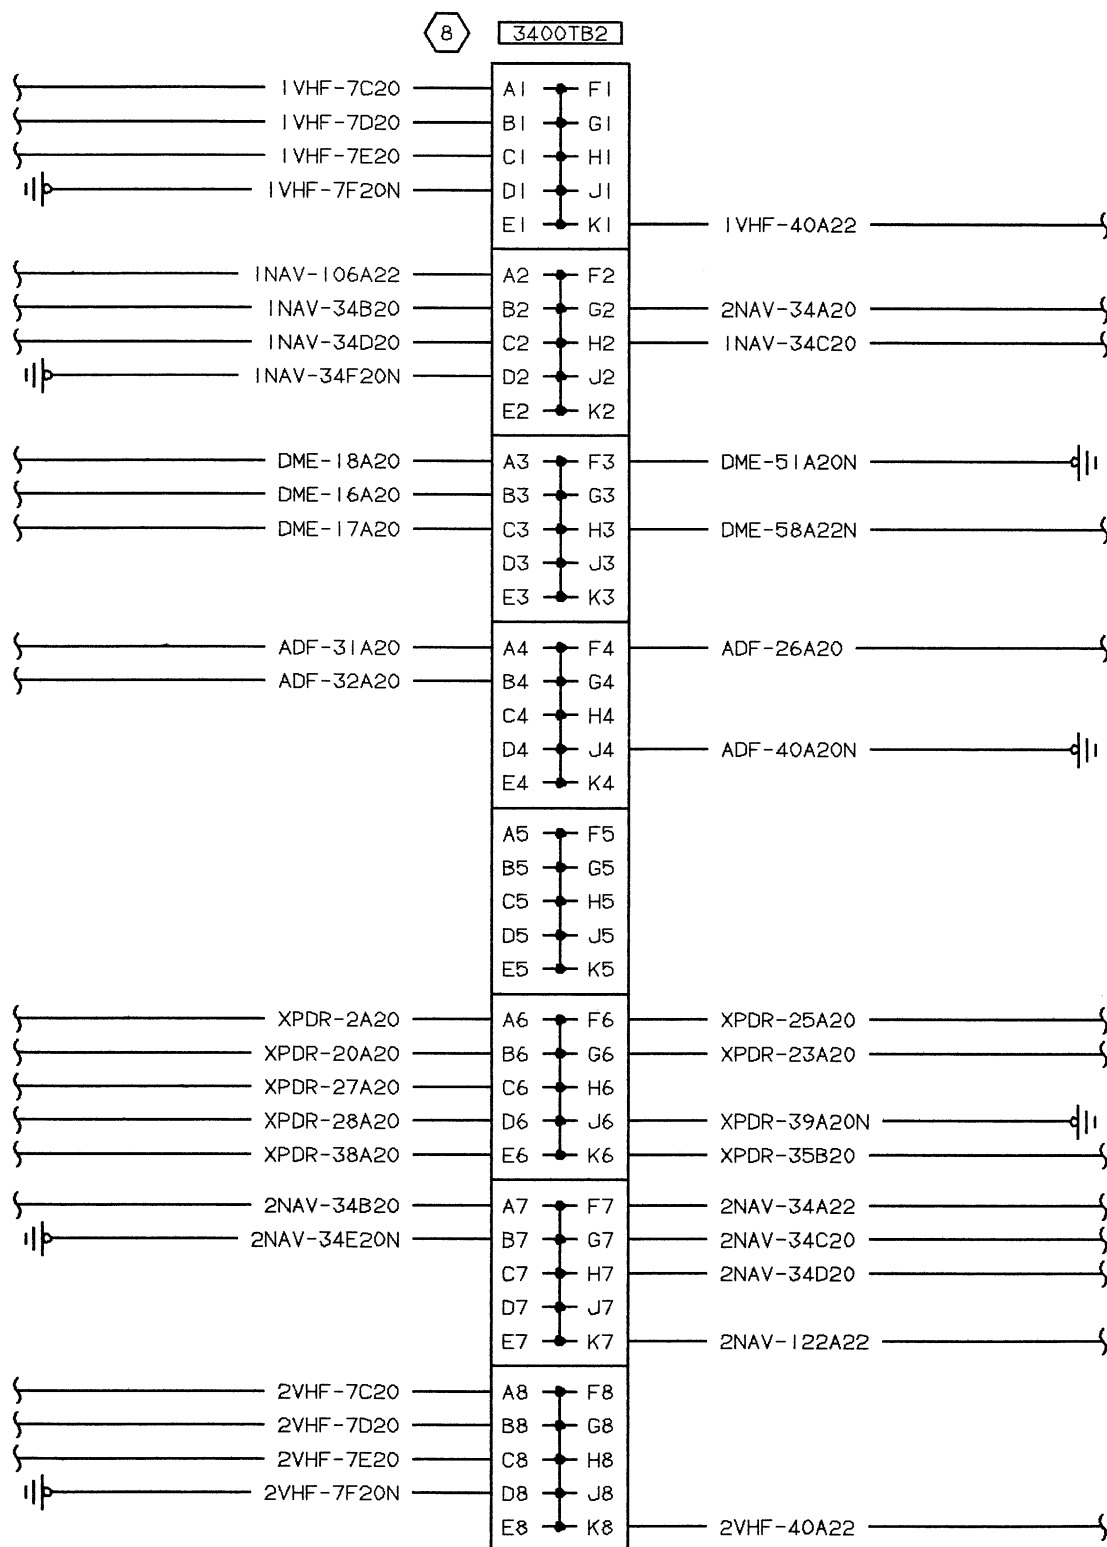 8 3400TB2
1VHF-7C20 A1 F1
1VHF-7D20 B1 G1
1VHF-7E20 C1 H1
1VHF-7F20N D1 J1
E1 K1 1VHF-40A22
1NAV-106A22 A2 F2
1NAV-34B20 B2 G2 2NAV-34A20
1NAV-34D20 C2 H2 1NAV-34C20
1NAV-34F20N D2 J2
E2 K2
DME-18A20 A3 F3 DME-51A20N
DME-16A20 B3 G3
DME-17A20 C3 H3 DME-58A22N
D3 J3
E3 K3
ADF-31A20 A4 F4 ADF-26A20
ADF-32A20 B4 G4
C4 H4
D4 J4 ADF-40A20N
E4 K4
A5 F5
B5 G5
C5 H5
D5 J5
E5 K5
XPDR-2A20 A6 F6 XPDR-25A20
XPDR-20A20 B6 G6 XPDR-23A20
XPDR-27A20 C6 H6
XPDR-28A20 D6 J6 XPDR-39A20N
XPDR-38A20 E6 K6 XPDR-35B20
2NAV-34B20 A7 F7 2NAV-34A22
2NAV-34E20N B7 G7 2NAV-34C20
C7 H7 2NAV-34D20
D7 J7
E7 K7 2NAV-122A22
2VHF-7C20 A8 F8
2VHF-7D20 B8 G8
2VHF-7E20 C8 H8
2VHF-7F20N D8 J8
E8 K8 2VHF-40A22